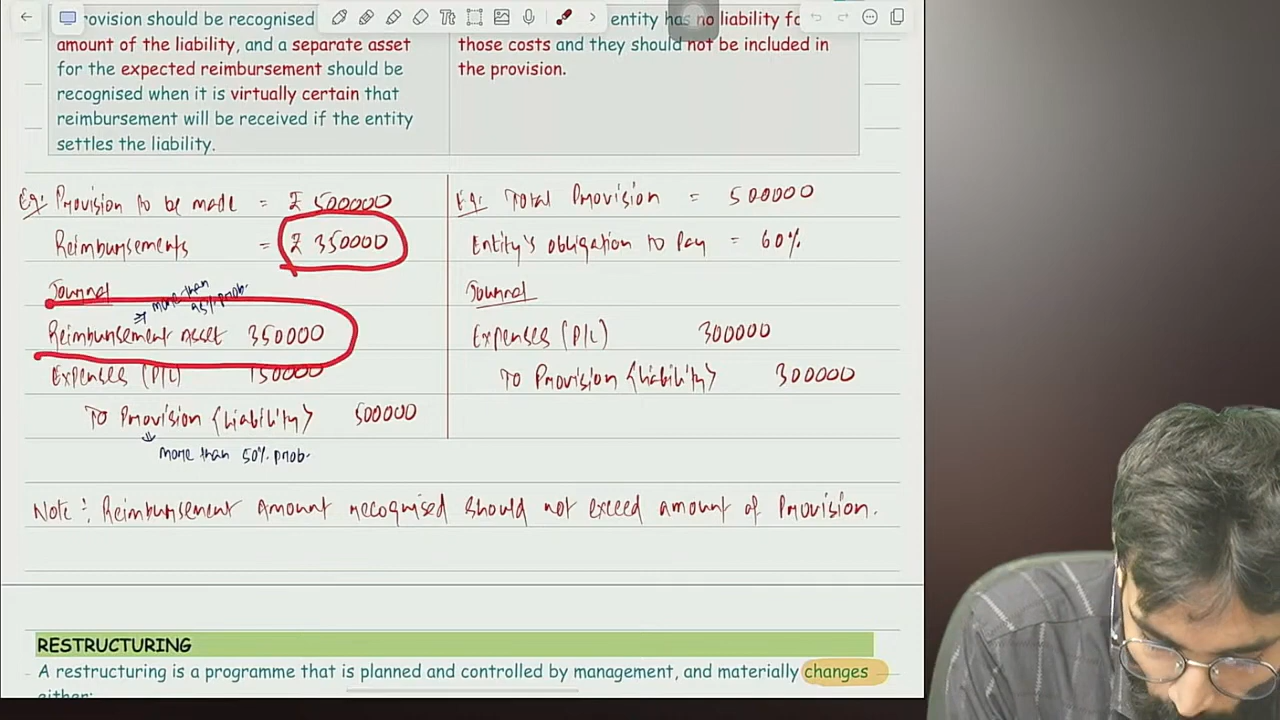 rovision should be recognised
amount of the liability, and a separate asset
for the expected reimbursement should be
recognised when it is virtually certain that
reimbursement will be received if the entity
settles the liability.
entity has no liability fo
those costs and they should not be included in
the provision.
Eg: Provision to be made = ₹ 500000
Reimbursements = ₹ 350000
Journal
⇒ more than 95% prob.
Reimbursement Asset 350000
Expenses (P/L) 150000
To Provision {liability} 500000
more than 50% prob.
Eg: Total Provision = 500000
Entity's obligation to Pay = 60%
Journal
Expenses (P/L) 300000
To Provision {liability} 300000
Note: Reimbursement Amount recognised should not exceed amount of Provision.
RESTRUCTURING
A restructuring is a programme that is planned and controlled by management, and materially changes
either: